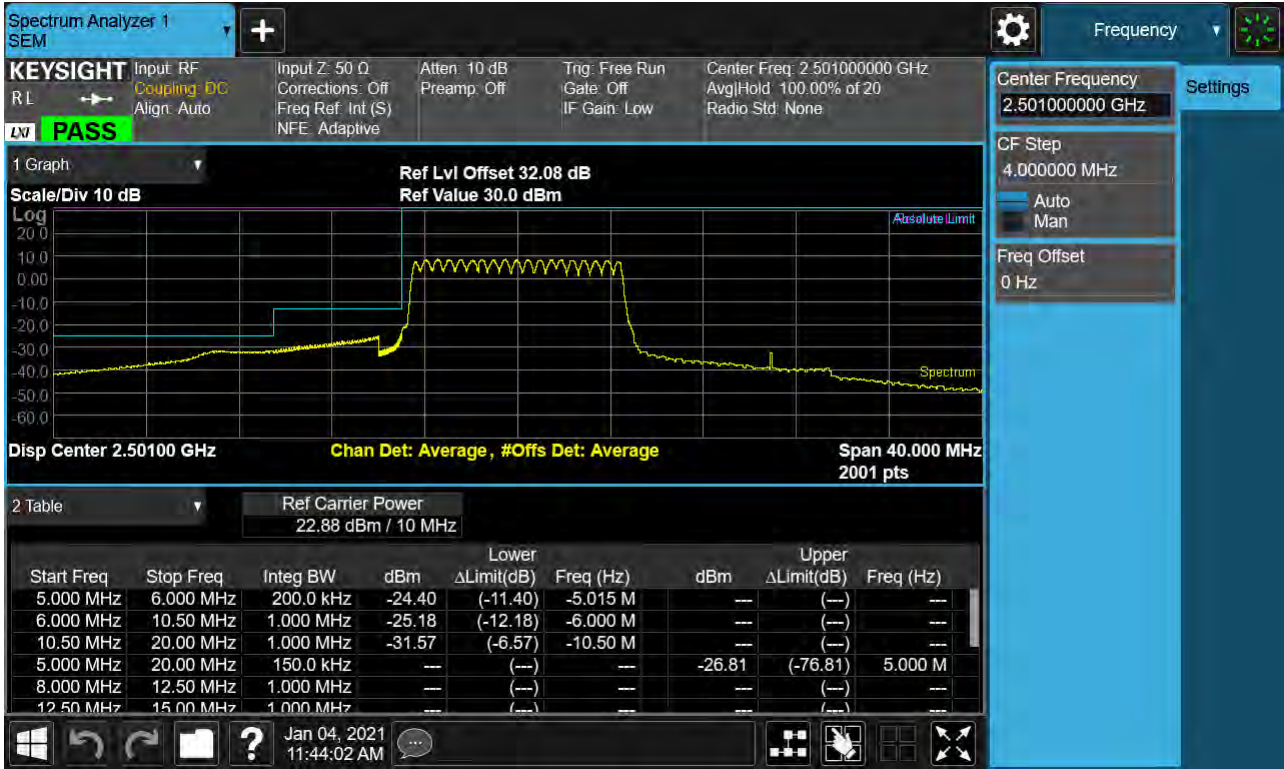 Spectrum Analyzer 1
SEM
+
Frequency
KEYSIGHT
RL
LXI PASS
Input: RF
Coupling: DC
Align: Auto
Input Z: 50 Ω
Corrections: Off
Freq Ref: Int (S)
NFE: Adaptive
Atten: 10 dB
Preamp: Off
Trig: Free Run
Gate: Off
IF Gain: Low
Center Freq: 2.501000000 GHz
Avg|Hold: 100.00% of 20
Radio Std: None
Center Frequency
2.501000000 GHz
Settings
CF Step
4.000000 MHz
Auto
Man
Freq Offset
0 Hz
1 Graph
Scale/Div 10 dB
Ref Lvl Offset 32.08 dB
Ref Value 30.0 dBm
Log
Absolute Limit
20.0
10.0
0.00
-10.0
-20.0
-30.0
-40.0
-50.0
-60.0
Spectrum
Disp Center 2.50100 GHz Chan Det: Average , #Offs Det: Average Span 40.000 MHz
2001 pts
2 Table
Ref Carrier Power
22.88 dBm / 10 MHz
Lower Upper
Start Freq Stop Freq Integ BW dBm ΔLimit(dB) Freq (Hz) dBm ΔLimit(dB) Freq (Hz)
5.000 MHz 6.000 MHz 200.0 kHz -24.40 (-11.40) -5.015 M --- (---) ---
6.000 MHz 10.50 MHz 1.000 MHz -25.18 (-12.18) -6.000 M --- (---) ---
10.50 MHz 20.00 MHz 1.000 MHz -31.57 (-6.57) -10.50 M --- (---) ---
5.000 MHz 20.00 MHz 150.0 kHz --- (---) --- -26.81 (-76.81) 5.000 M
8.000 MHz 12.50 MHz 1.000 MHz --- (---) --- --- (---) ---
12.50 MHz 15.00 MHz 1.000 MHz --- (---) --- --- (---) ---
?
Jan 04, 2021
11:44:02 AM